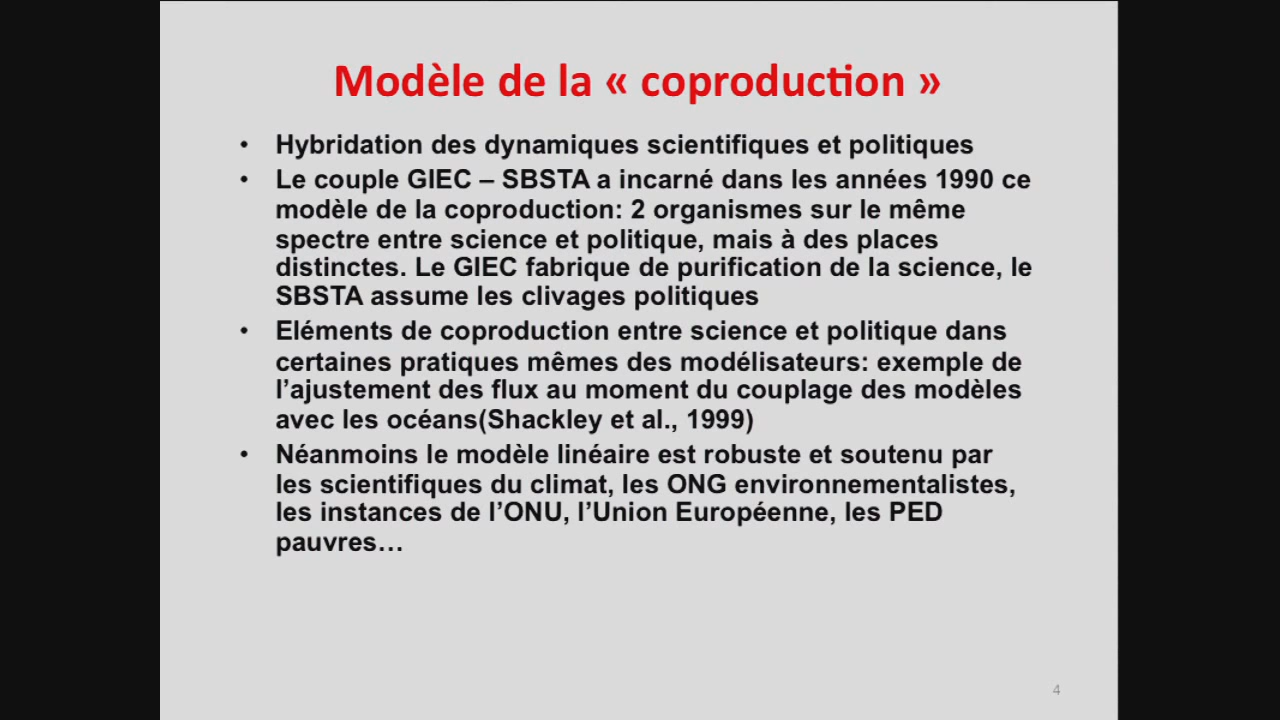 Modèle de la « coproduction »
• Hybridation des dynamiques scientifiques et politiques
• Le couple GIEC – SBSTA a incarné dans les années 1990 ce
modèle de la coproduction: 2 organismes sur le même
spectre entre science et politique, mais à des places
distinctes. Le GIEC fabrique de purification de la science, le
SBSTA assume les clivages politiques
• Eléments de coproduction entre science et politique dans
certaines pratiques mêmes des modélisateurs: exemple de
l’ajustement des flux au moment du couplage des modèles
avec les océans(Shackley et al., 1999)
• Néanmoins le modèle linéaire est robuste et soutenu par
les scientifiques du climat, les ONG environnementalistes,
les instances de l’ONU, l’Union Européenne, les PED
pauvres…
4